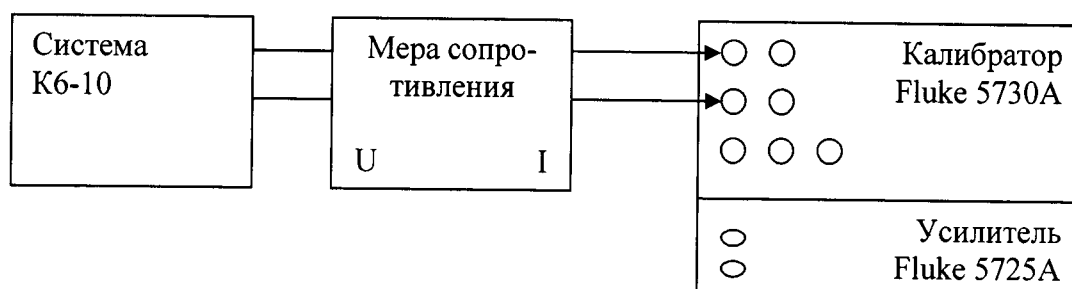 Система
К6-10
Мера сопро-
тивления
U I
Калибратор
Fluke 5730A
Усилитель
Fluke 5725A